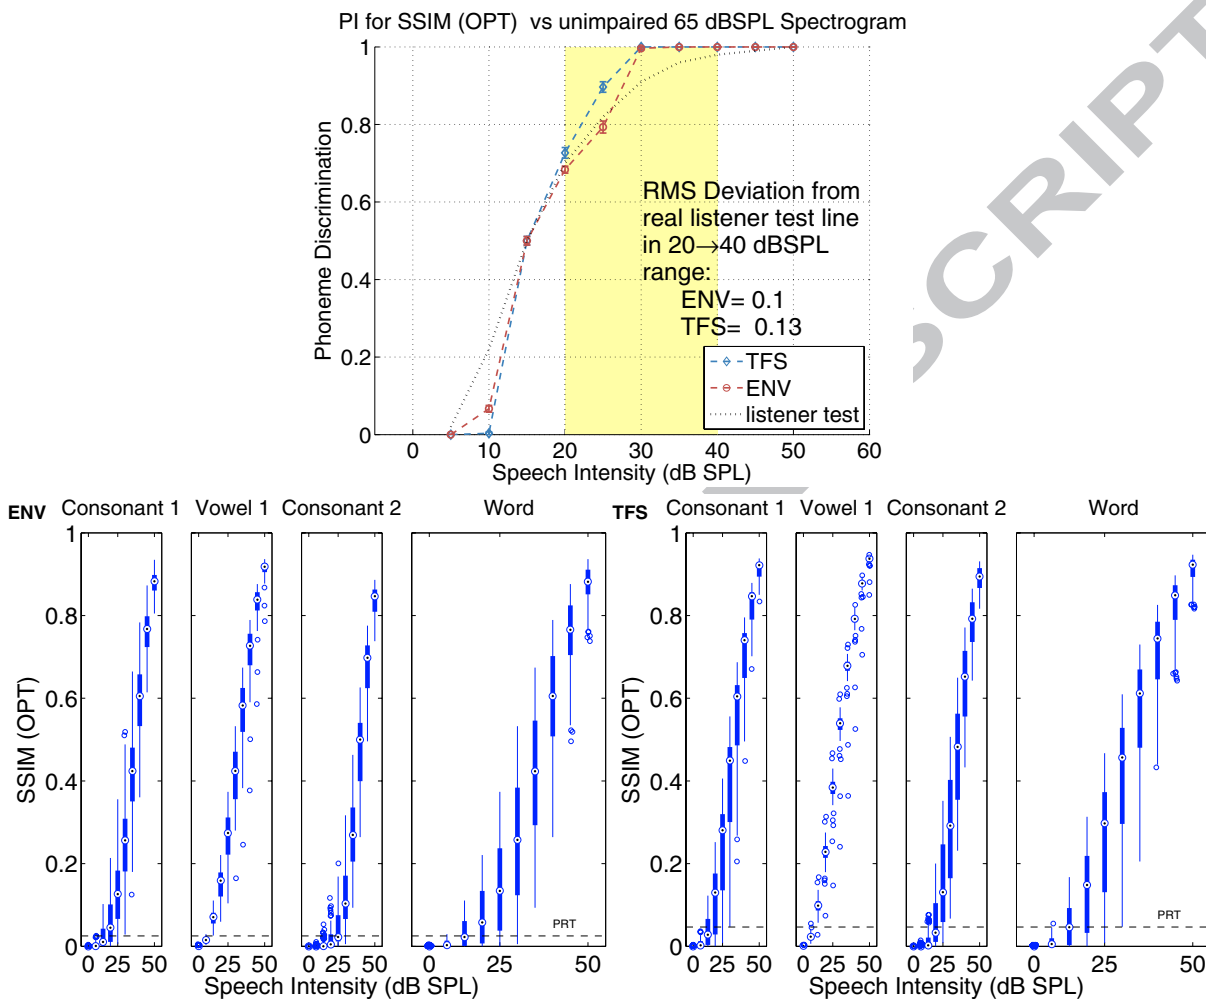 PI for SSIM (OPT)  vs unimpaired 65 dBSPL Spectrogram
1
0.8
0.6
0.4
0.2
0
Phoneme Discrimination
RMS Deviation from
real listener test line
in 20→40 dBSPL
range:
ENV= 0.1
TFS=  0.13
TFS
ENV
listener test
0 10 20 30 40 50 60
Speech Intensity (dB SPL)
SCRIPT
ENV Consonant 1 Vowel 1 Consonant 2 Word
1
0.8
0.6
0.4
0.2
0
SSIM (OPT)
PRT
0 25 50 0 25 50 0 25 50 0 25 50
Speech Intensity (dB SPL)
TFS Consonant 1 Vowel 1 Consonant 2 Word
1
0.8
0.6
0.4
0.2
0
SSIM (OPT)
PRT
0 25 50 0 25 50 0 25 50 0 25 50
Speech Intensity (dB SPL)